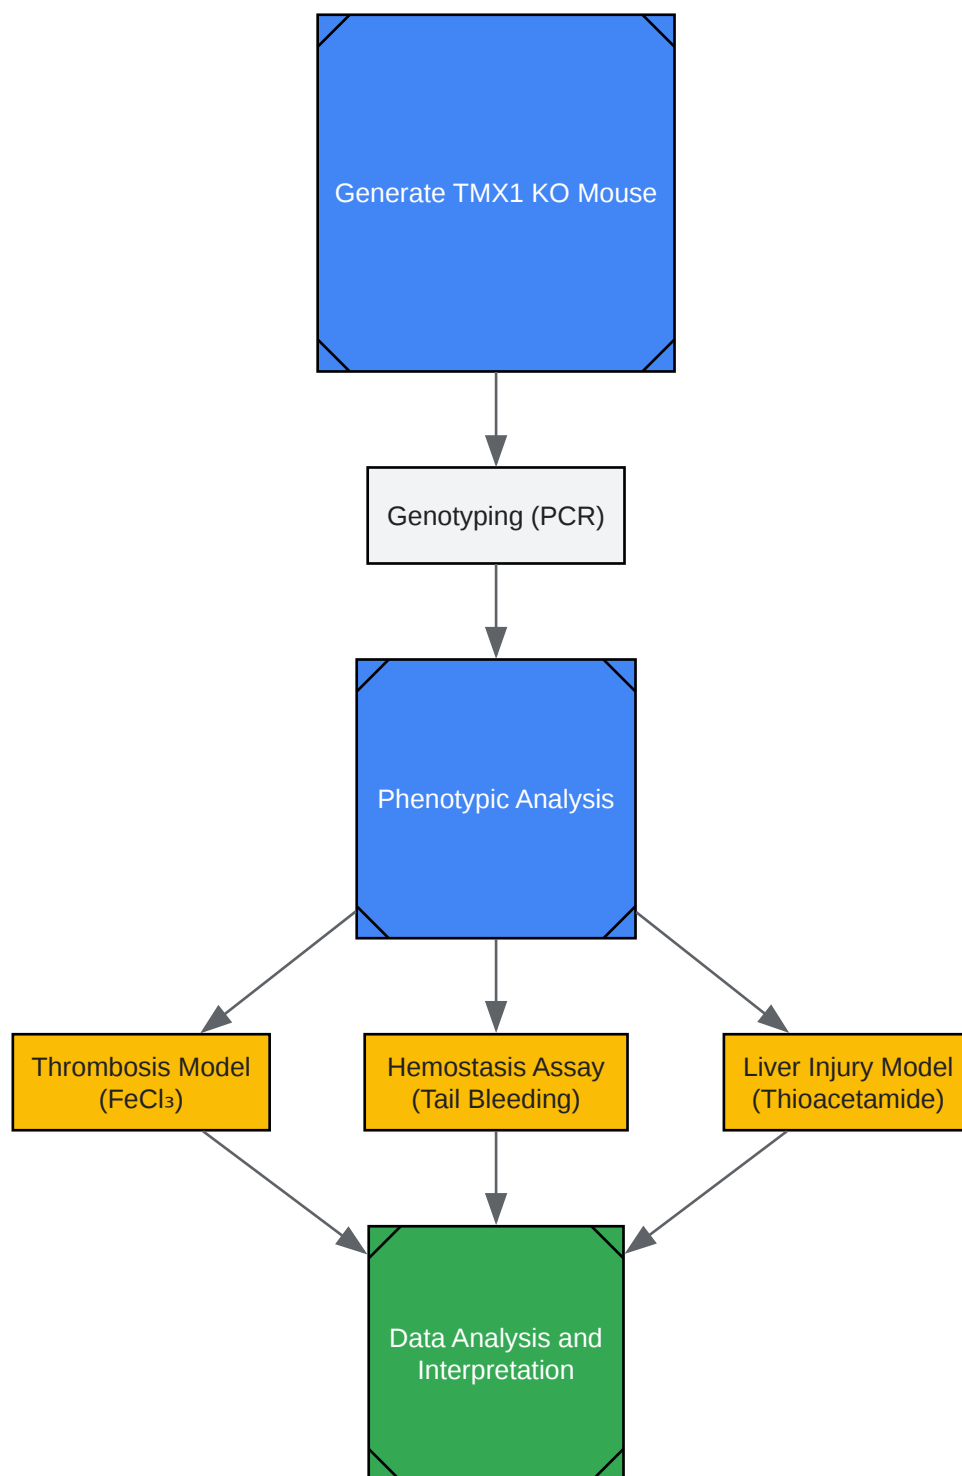 Generate TMX1 KO Mouse
Genotyping (PCR)
Phenotypic Analysis
Thrombosis Model
(FeCl₃)
Hemostasis Assay
(Tail Bleeding)
Liver Injury Model
(Thioacetamide)
Data Analysis and
Interpretation